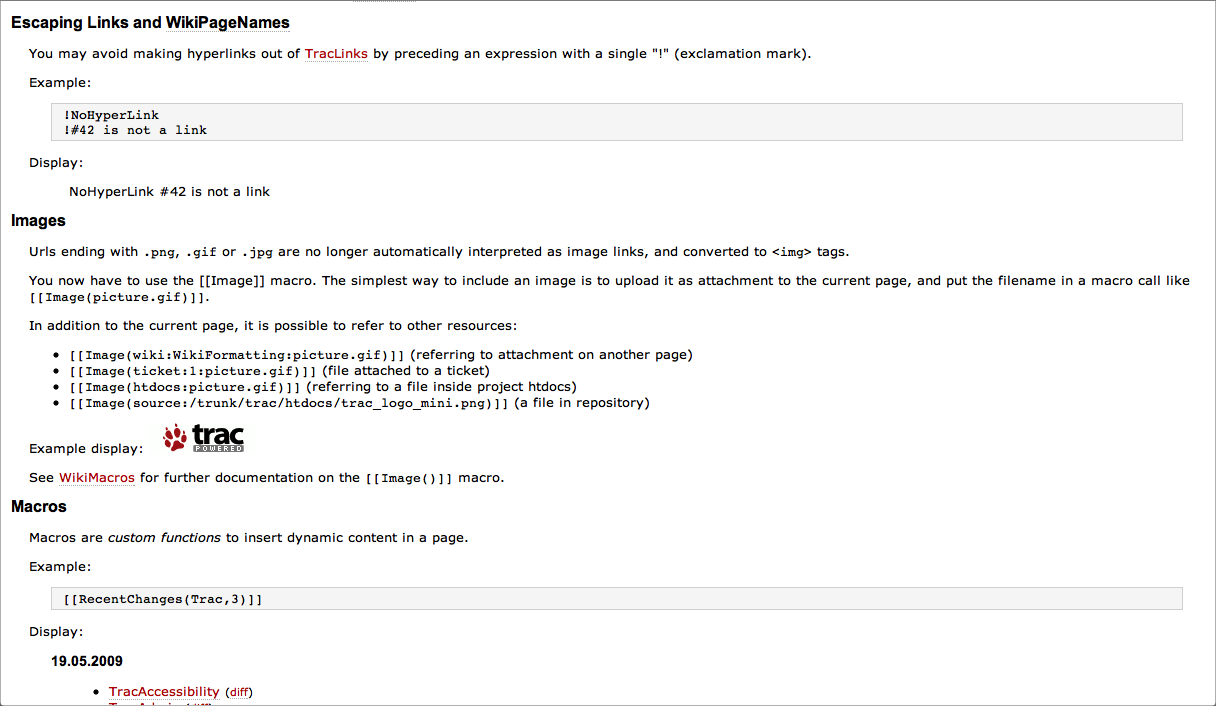 Escaping Links and WikiPageNames
You may avoid making hyperlinks out of TracLinks by preceding an expression with a single "!" (exclamation mark).
Example:
!NoHyperLink
!#42 is not a link
Display:
NoHyperLink #42 is not a link
Images
Urls ending with .png, .gif or .jpg are no longer automatically interpreted as image links, and converted to <img> tags.
You now have to use the [[Image]] macro. The simplest way to include an image is to upload it as attachment to the current page, and put the filename in a macro call like
[[Image(picture.gif)]].
In addition to the current page, it is possible to refer to other resources:
• [[Image(wiki:WikiFormatting:picture.gif)]] (referring to attachment on another page)
• [[Image(ticket:1:picture.gif)]] (file attached to a ticket)
• [[Image(htdocs:picture.gif)]] (referring to a file inside project htdocs)
• [[Image(source:/trunk/trac/htdocs/trac_logo_mini.png)]] (a file in repository)
Example display: trac
POWERED
See WikiMacros for further documentation on the [[Image()]] macro.
Macros
Macros are custom functions to insert dynamic content in a page.
Example:
[[RecentChanges(Trac,3)]]
Display:
19.05.2009
• TracAccessibility (diff)